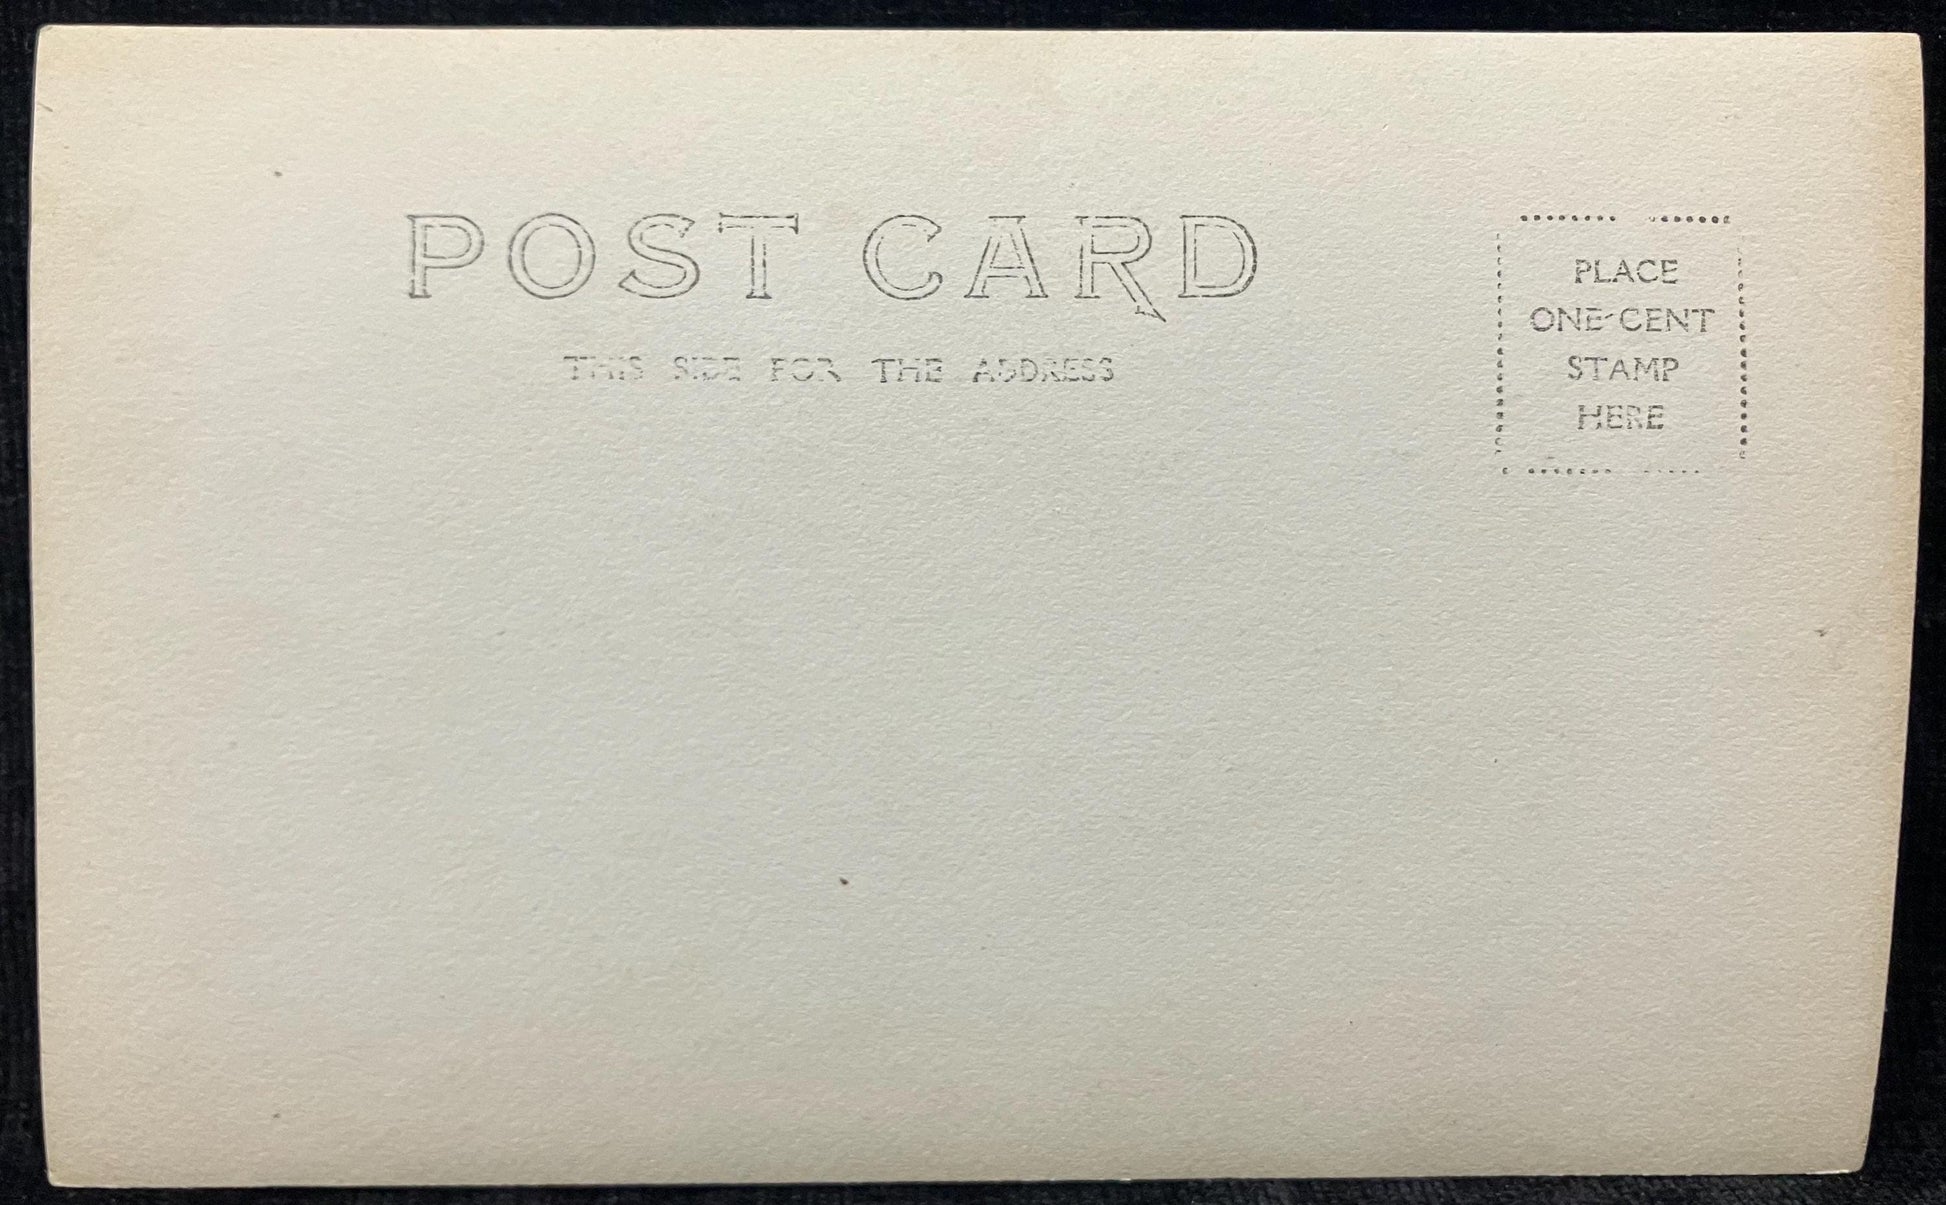 POST CARD
THIS SIDE FOR THE ADDRESS
PLACE
ONE-CENT
STAMP
HERE